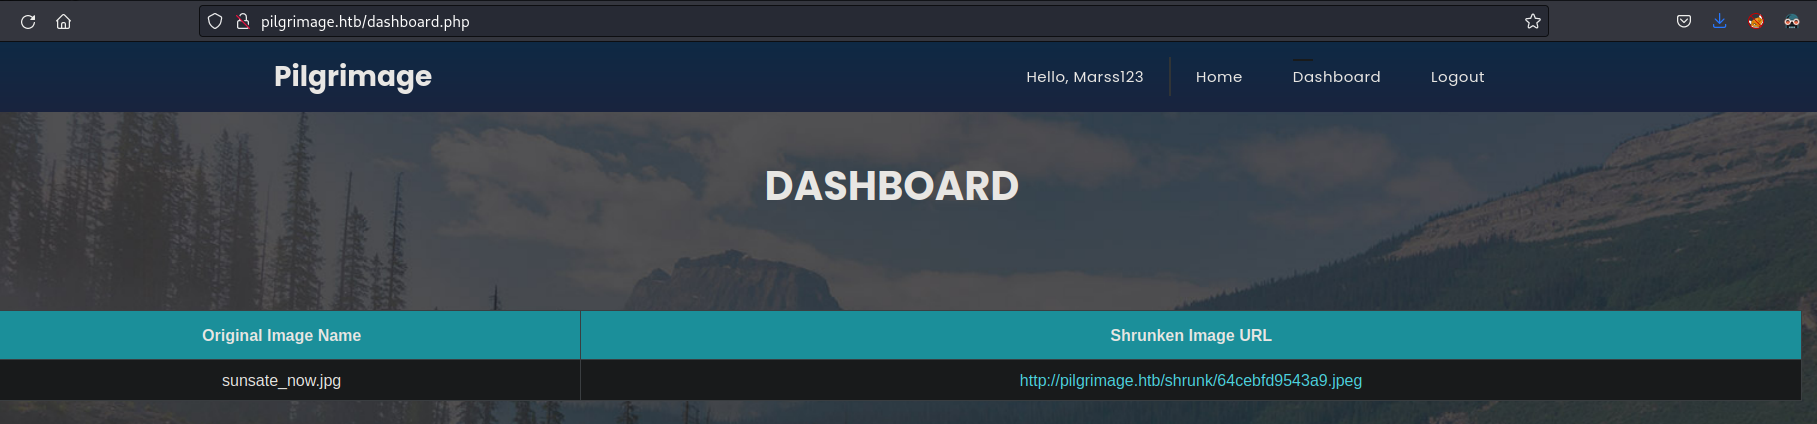 pilgrimage.htb/dashboard.php
Pilgrimage Hello, Marss123 Home Dashboard Logout
DASHBOARD
Original Image Name Shrunken Image URL
sunsate_now.jpg http://pilgrimage.htb/shrunk/64cebfd9543a9.jpeg